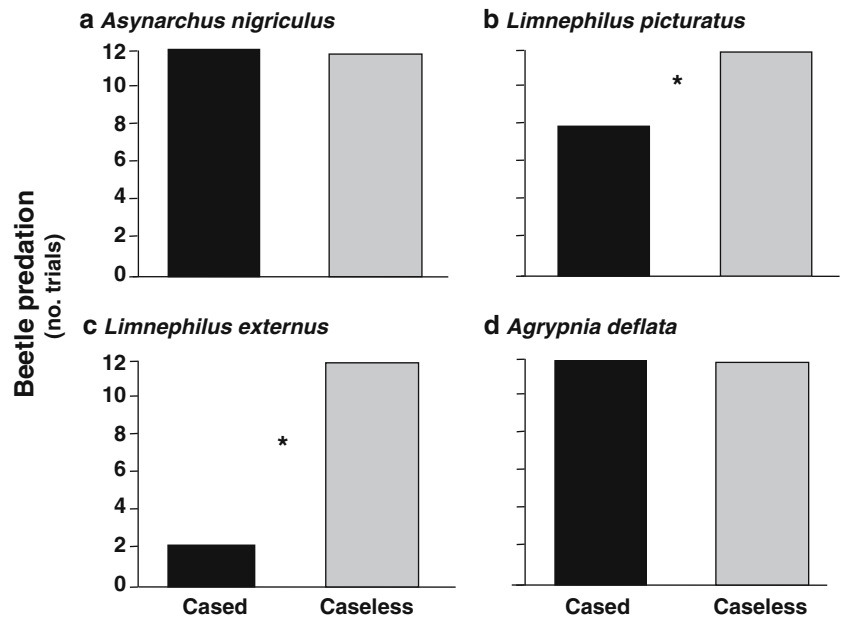 a Asynarchus nigriculus
12
10
8
6
4
2
0
b Limnephilus picturatus
*
Beetle predation
(no. trials)
c Limnephilus externus
12
10
8
6
4
2
0
*
Cased Caseless
d Agrypnia deflata
Cased Caseless